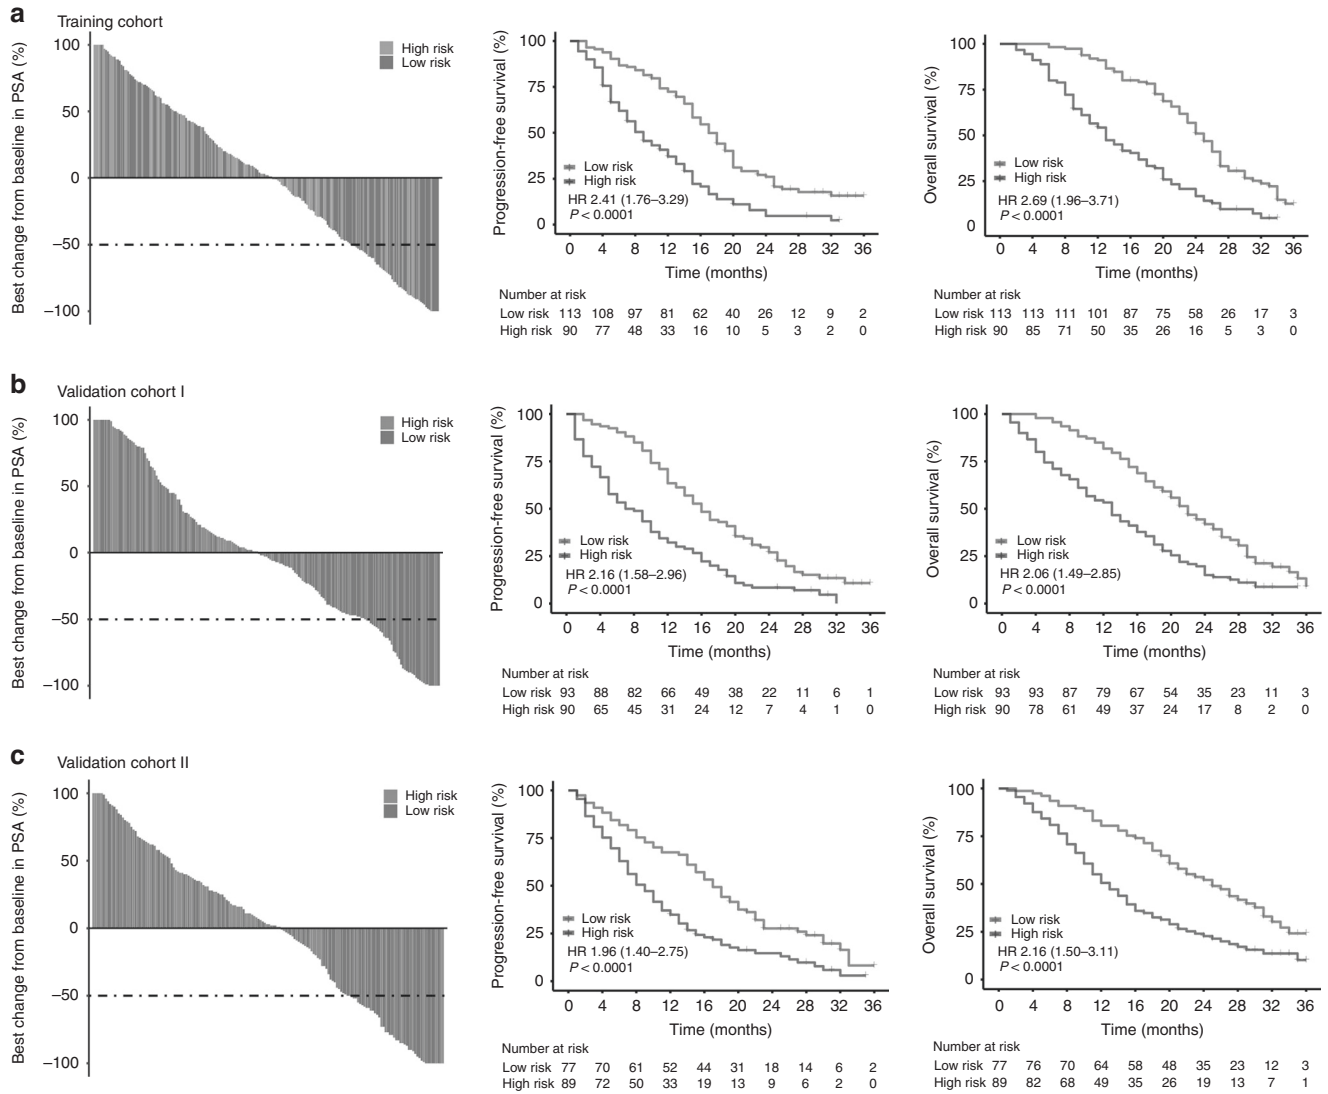 a
Training cohort
Best change from baseline in PSA (%)
100
50
0
−50
−100
High risk
Low risk
Progression-free survival (%)
100
75
50
25
0
Low risk
High risk
HR 2.41 (1.76–3.29)
P < 0.0001
0 4 8 12 16 20 24 28 32 36
Time (months)
Number at risk
Low risk 113 108 97 81 62 40 26 12 9 2
High risk 90 77 48 33 16 10 5 3 2 0
Overall survival (%)
100
75
50
25
0
Low risk
High risk
HR 2.69 (1.96–3.71)
P < 0.0001
0 4 8 12 16 20 24 28 32 36
Time (months)
Number at risk
Low risk 113 113 111 101 87 75 58 26 17 3
High risk 90 85 71 50 35 26 16 5 3 0
b
Validation cohort I
Best change from baseline in PSA (%)
100
50
0
−50
−100
High risk
Low risk
Progression-free survival (%)
100
75
50
25
0
Low risk
High risk
HR 2.16 (1.58–2.96)
P < 0.0001
0 4 8 12 16 20 24 28 32 36
Time (months)
Number at risk
Low risk 93 88 82 66 49 38 22 11 6 1
High risk 90 65 45 31 24 12 7 4 1 0
Overall survival (%)
100
75
50
25
0
Low risk
High risk
HR 2.06 (1.49–2.85)
P < 0.0001
0 4 8 12 16 20 24 28 32 36
Time (months)
Number at risk
Low risk 93 93 87 79 67 54 35 23 11 3
High risk 90 78 61 49 37 24 17 8 2 0
c
Validation cohort II
Best change from baseline in PSA (%)
100
50
0
−50
−100
High risk
Low risk
Progression-free survival (%)
100
75
50
25
0
Low risk
High risk
HR 1.96 (1.40–2.75)
P < 0.0001
0 4 8 12 16 20 24 28 32 36
Time (months)
Number at risk
Low risk 77 70 61 52 44 31 18 14 6 2
High risk 89 72 50 33 19 13 9 6 2 0
Overall survival (%)
100
75
50
25
0
Low risk
High risk
HR 2.16 (1.50–3.11)
P < 0.0001
0 4 8 12 16 20 24 28 32 36
Time (months)
Number at risk
Low risk 77 76 70 64 58 48 35 23 12 3
High risk 89 82 68 49 35 26 19 13 7 1